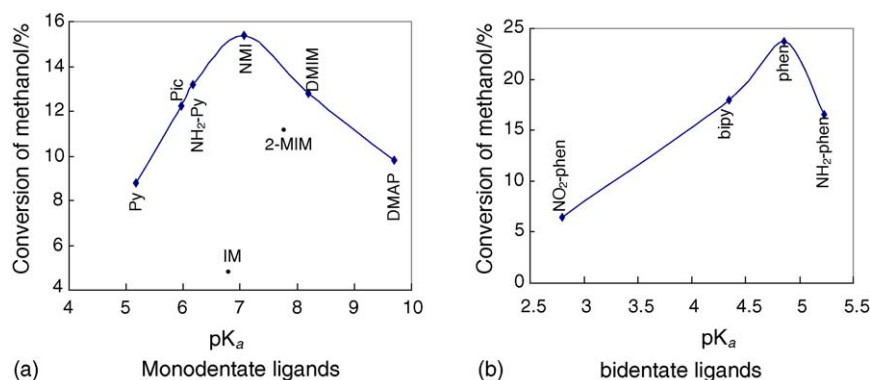 Conversion of methanol/%
16
14
12
10
8
6
4
4 5 6 7 8 9 10
Py
Pic
NH₂-Py
NMI
DMIM
2-MIM
IM
DMAP
pKₐ
(a) Monodentate ligands
Conversion of methanol/%
25
20
15
10
5
0
2.5 3 3.5 4 4.5 5 5.5
NO₂-phen
bipy
phen
NH₂-phen
pKₐ
(b) bidentate ligands